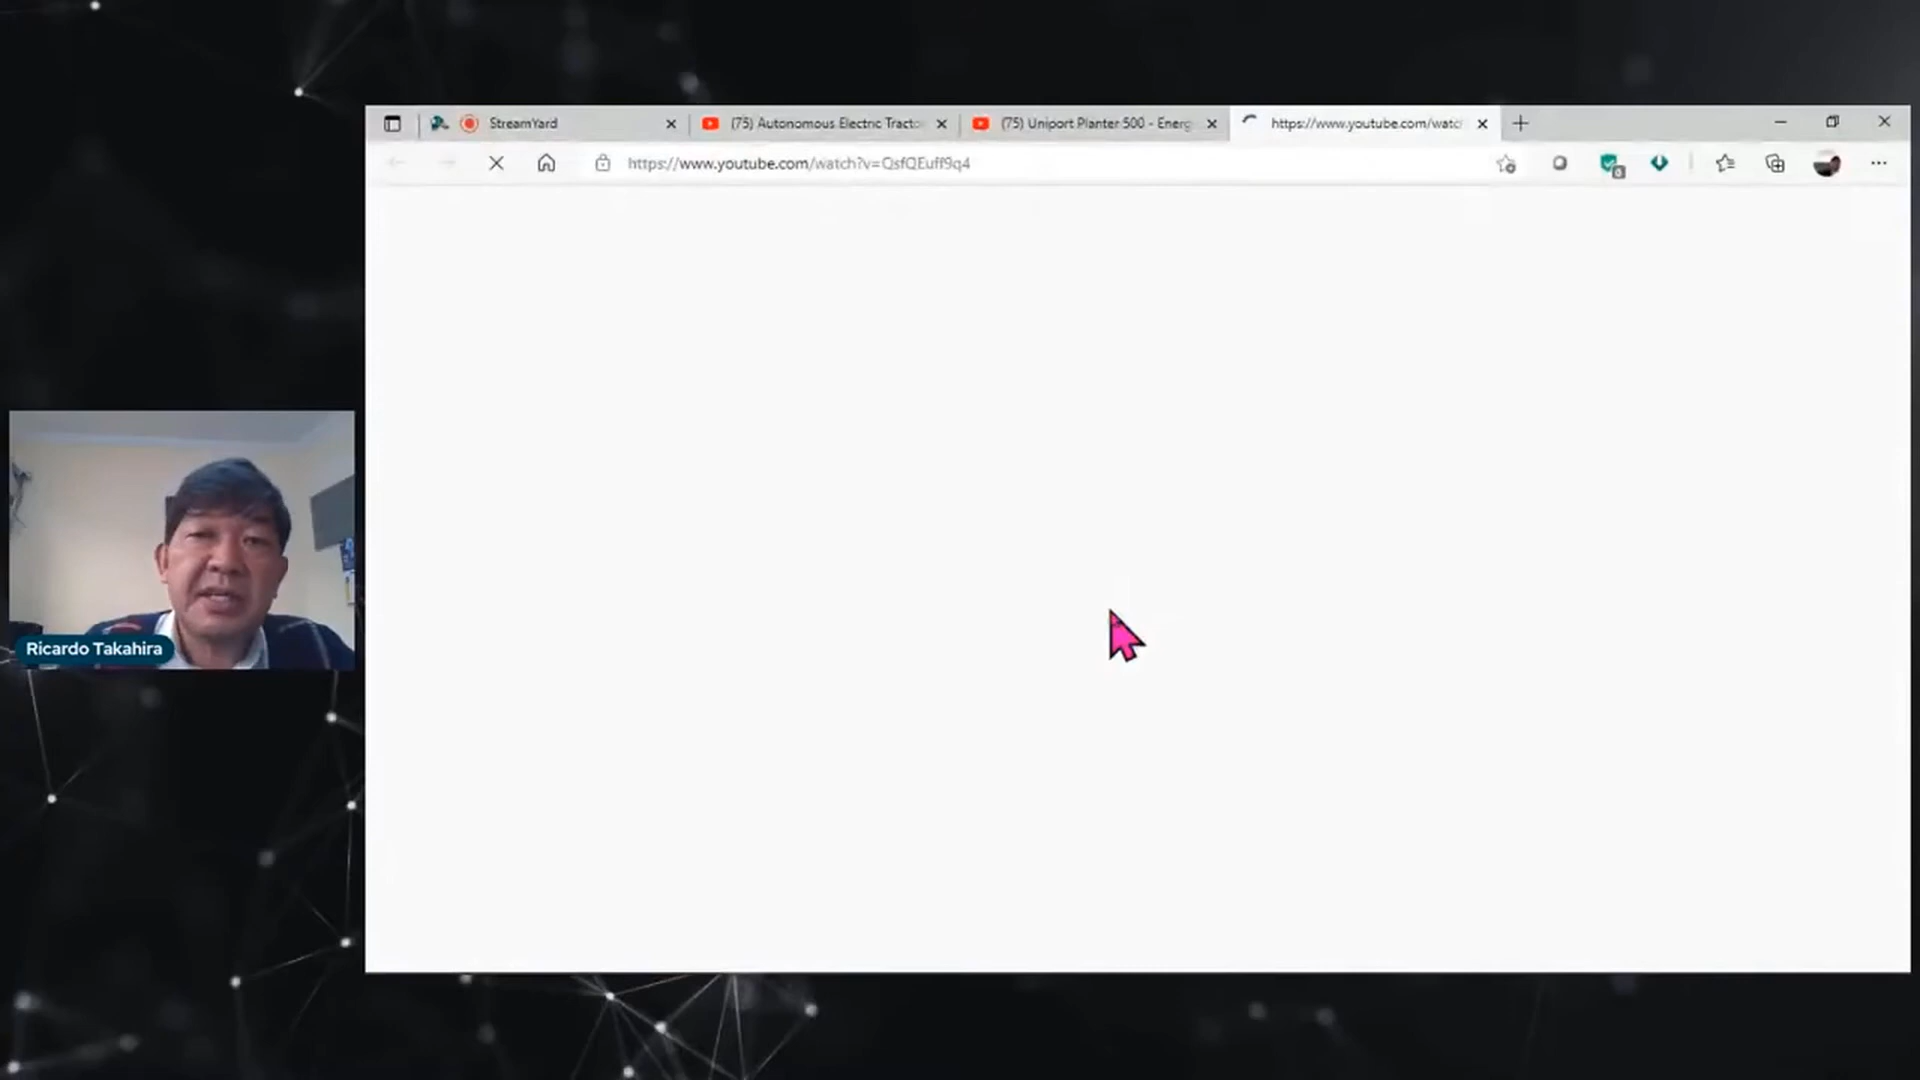 StreamYard
(75) Autonomous Electric Tracto
(75) Uniport Planter 500 - Energ
https://www.youtube.com/watc
https://www.youtube.com/watch?v=QsfQEuff9q4
Ricardo Takahira